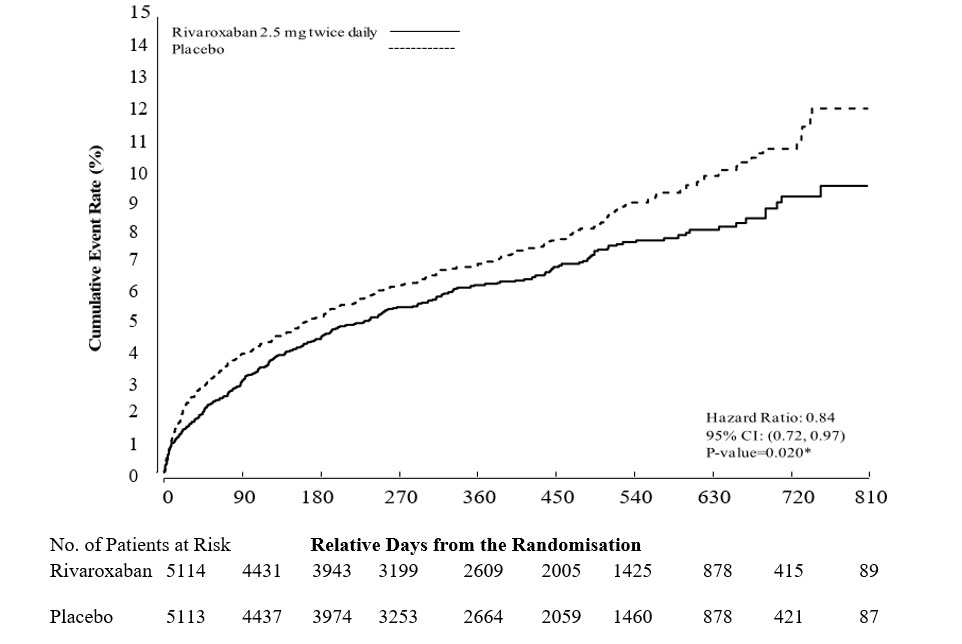 15
Rivaroxaban 2.5 mg twice daily
Placebo
14
13
12
11
10
9
8
7
6
5
4
3
2
1
0
Cumulative Event Rate (%)
Hazard Ratio: 0.84
95% CI: (0.72, 0.97)
P-value=0.020*
0 90 180 270 360 450 540 630 720 810
No. of Patients at Risk Relative Days from the Randomisation
Rivaroxaban 5114 4431 3943 3199 2609 2005 1425 878 415 89
Placebo 5113 4437 3974 3253 2664 2059 1460 878 421 87